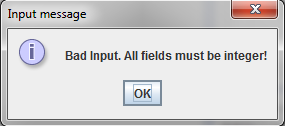 Input message
Bad Input. All fields must be integer!
OK